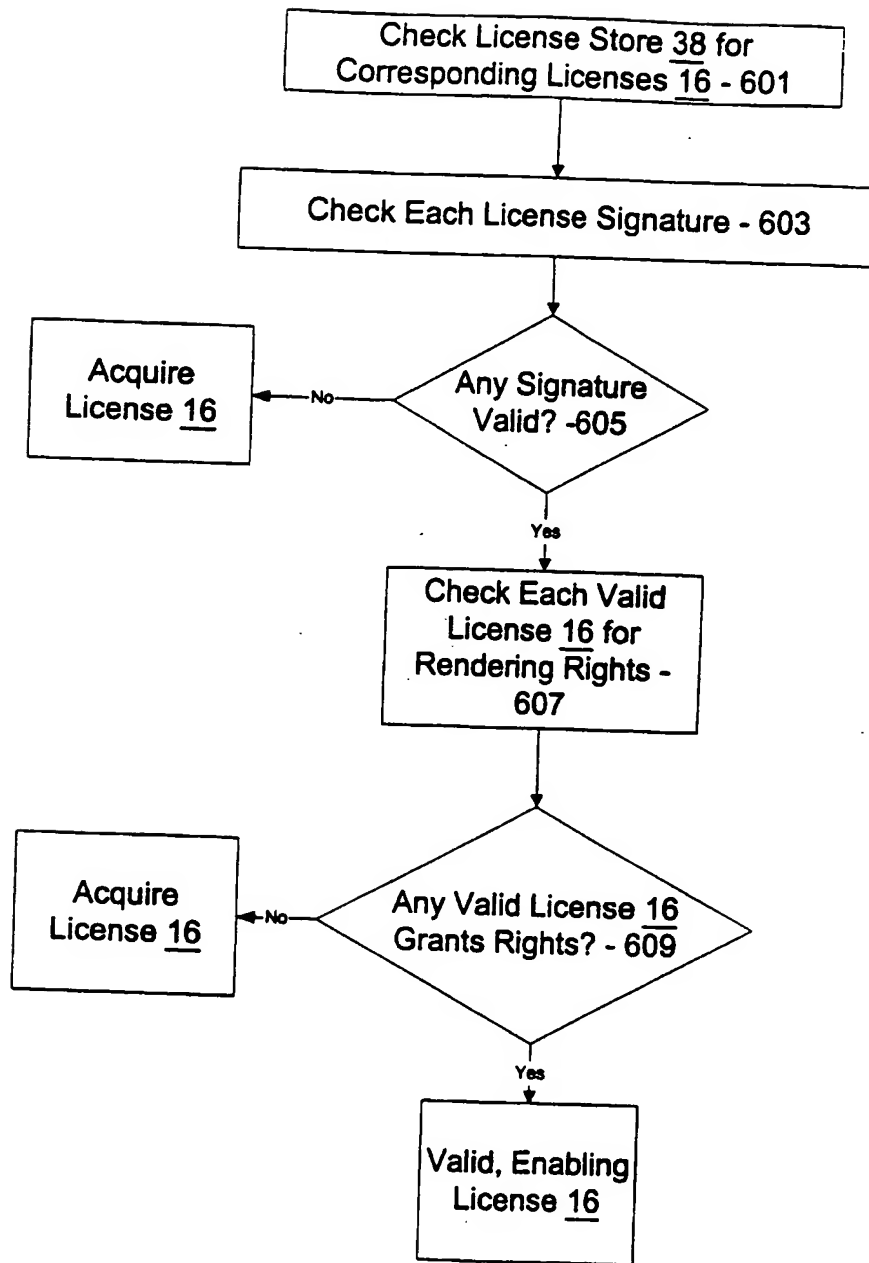 Check License Store 38 for
Corresponding Licenses 16 - 601
Check Each License Signature - 603
Acquire
License 16
No
Any Signature
Valid? -605
Yes
Check Each Valid
License 16 for
Rendering Rights -
607
Acquire
License 16
No
Any Valid License 16
Grants Rights? - 609
Yes
Valid, Enabling
License 16